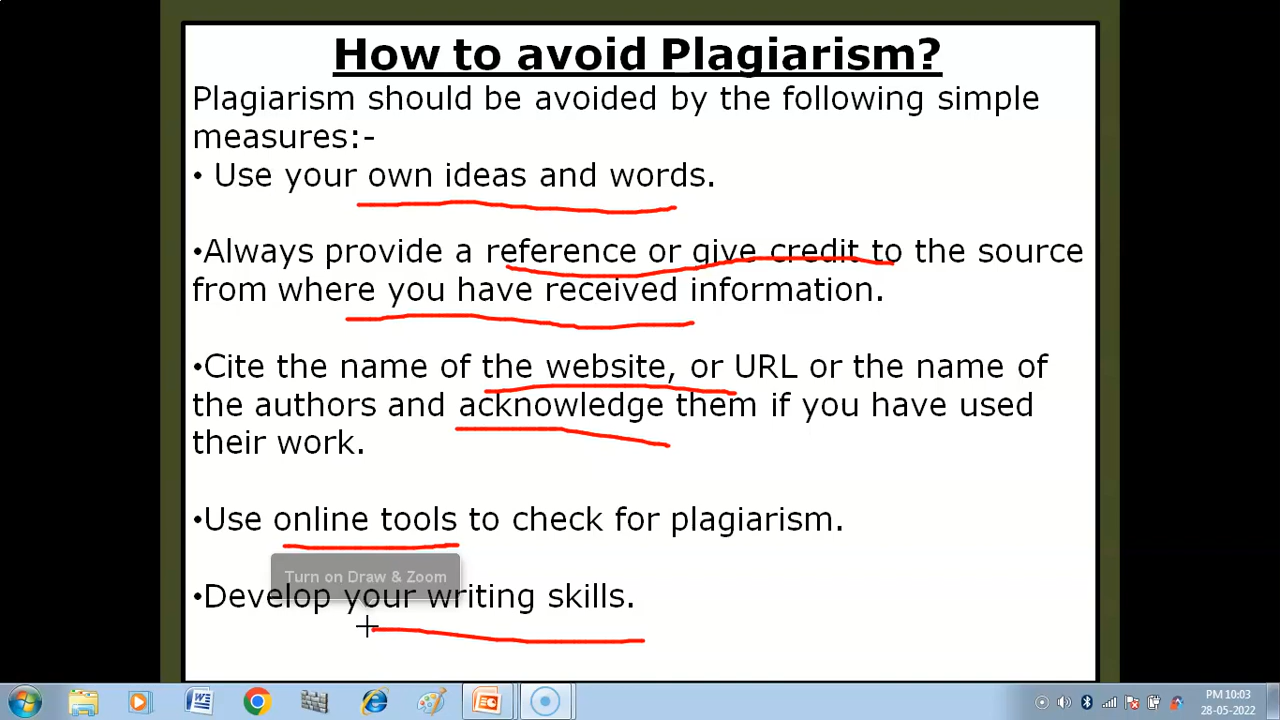 How to avoid Plagiarism?
Plagiarism should be avoided by the following simple
measures:-
• Use your own ideas and words.
•Always provide a reference or give credit to the source
from where you have received information.
•Cite the name of the website, or URL or the name of
the authors and acknowledge them if you have used
their work.
•Use online tools to check for plagiarism.
Turn on Draw & Zoom
•Develop your writing skills.
PM 10:03
28-05-2022